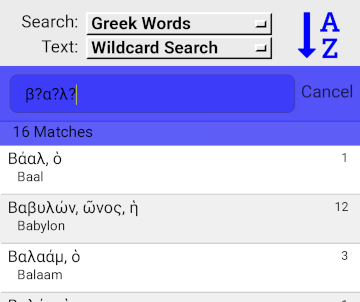 Search: Greek Words
Text: Wildcard Search
A
Z
β?α?λ?
Cancel
16 Matches
Βάαλ, ὁ 1
Baal
Βαβυλών, ῶνος, ἡ 12
Babylon
Βαλαάμ, ὁ 3
Balaam